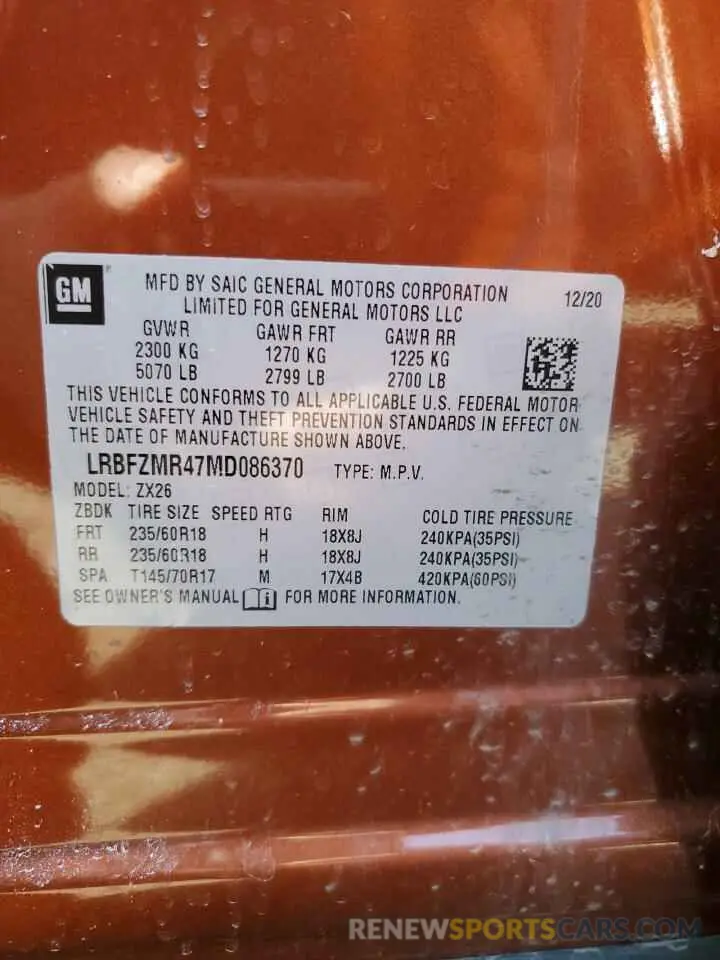 GM
MFD BY SAIC GENERAL MOTORS CORPORATION 12/20
LIMITED FOR GENERAL MOTORS LLC
GVWR GAWR FRT GAWR RR
2300 KG 1270 KG 1225 KG
5070 LB 2799 LB 2700 LB
THIS VEHICLE CONFORMS TO ALL APPLICABLE U.S. FEDERAL MOTOR
VEHICLE SAFETY AND THEFT PREVENTION STANDARDS IN EFFECT ON
THE DATE OF MANUFACTURE SHOWN ABOVE.
LRBFZMR47MD086370 TYPE: M.P.V.
MODEL: ZX26
ZBDK TIRE SIZE SPEED RTG RIM COLD TIRE PRESSURE
FRT 235/60R18 H 18X8J 240KPA(35PSI)
RR 235/60R18 H 18X8J 240KPA(35PSI)
SPA T145/70R17 M 17X4B 420KPA(60PSI)
SEE OWNER'S MANUAL FOR MORE INFORMATION.
RENEWSPORTSCARS.COM